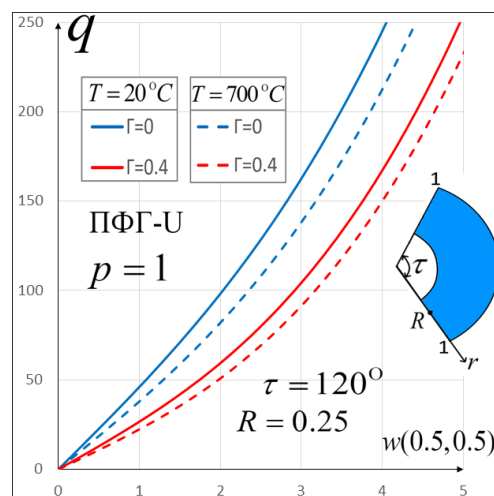 250
q
T = 20 °C
T = 700 °C
Γ=0
Γ=0
200
Γ=0.4
Γ=0.4
150
ПФГ-U
1
p = 1
τ
100
R
1
r
τ = 120°
50
R = 0.25
w(0.5,0.5)
0
0
1
2
3
4
5